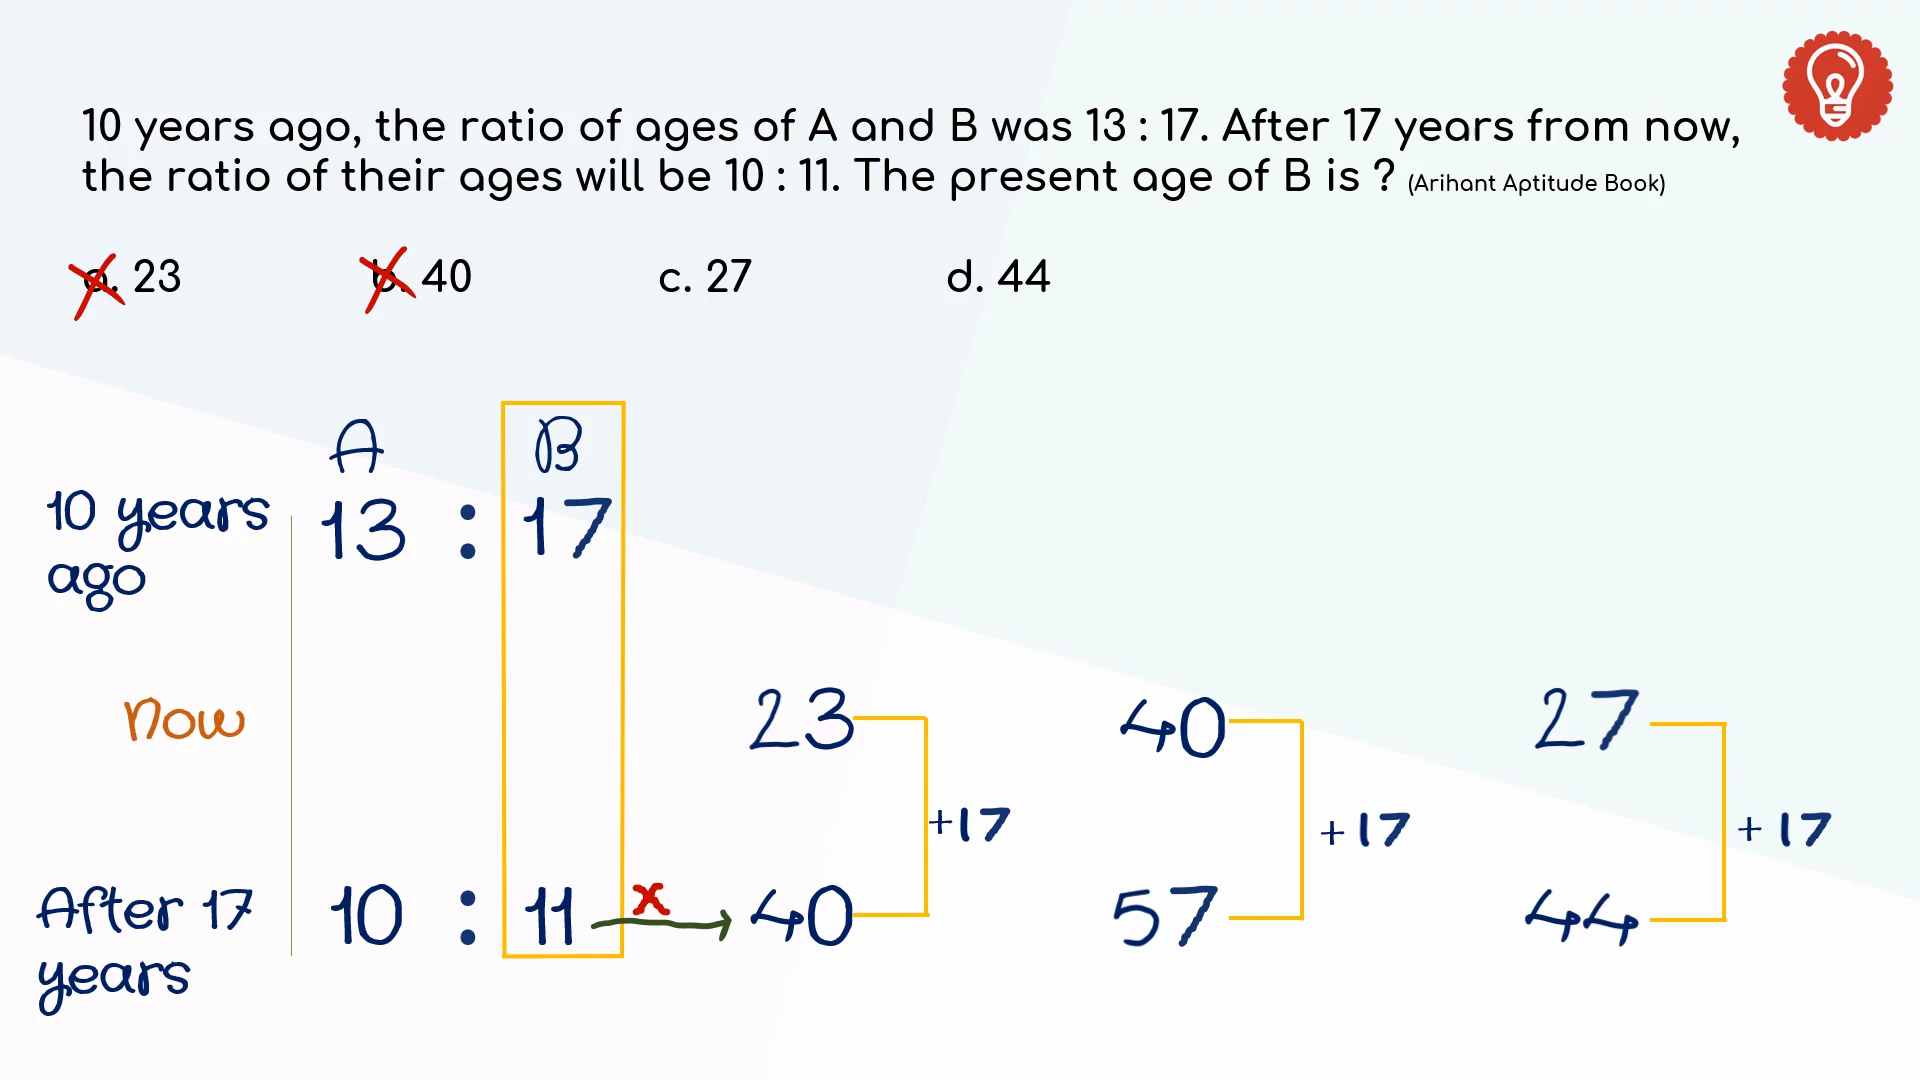 10 years ago, the ratio of ages of A and B was 13 : 17. After 17 years from now,
the ratio of their ages will be 10 : 11. The present age of B is ? (Arihant Aptitude Book)
a. 23 b. 40 c. 27 d. 44
A B
10 years ago 13 : 17
now 23 40 27
+17 +17 +17
After 17 years 10 : 11 x 40 57 44